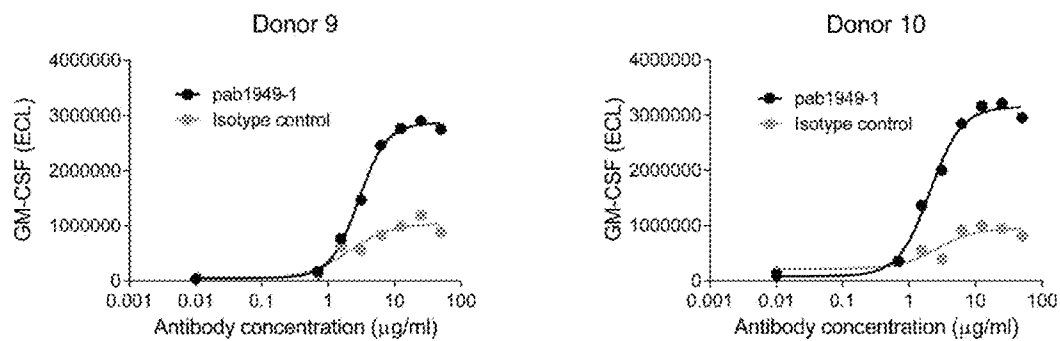 Donor 9
4000000
3000000
2000000
1000000
0
GM-CSF (ECL)
pab1949-1
Isotype control
0.001 0.01 0.1 1 10 100
Antibody concentration (μg/ml)
Donor 10
4000000
3000000
2000000
1000000
0
GM-CSF (ECL)
pab1949-1
Isotype control
0.001 0.01 0.1 1 10 100
Antibody concentration (μg/ml)